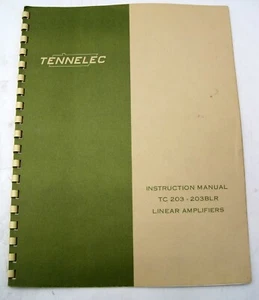 TENNELEC
INSTRUCTION MANUAL
TC 203 - 203BLR
LINEAR AMPLIFIERS